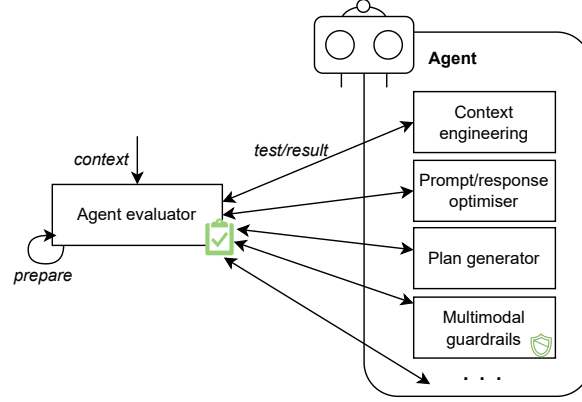 Agent
Context
engineering
test/result
context
Prompt/response
optimiser
Agent evaluator
Plan generator
prepare
Multimodal
guardrails
. . .